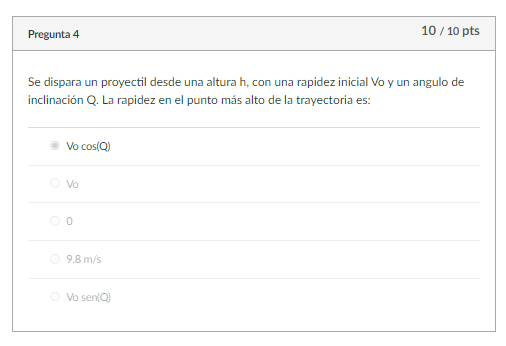 Pregunta 4
10 / 10 pts
Se dispara un proyectil desde una altura h, con una rapidez inicial Vo y un angulo de
inclinación Q. La rapidez en el punto más alto de la trayectoria es:
Vo cos(Q)
Vo
0
9.8 m/s
Vo sen(Q)